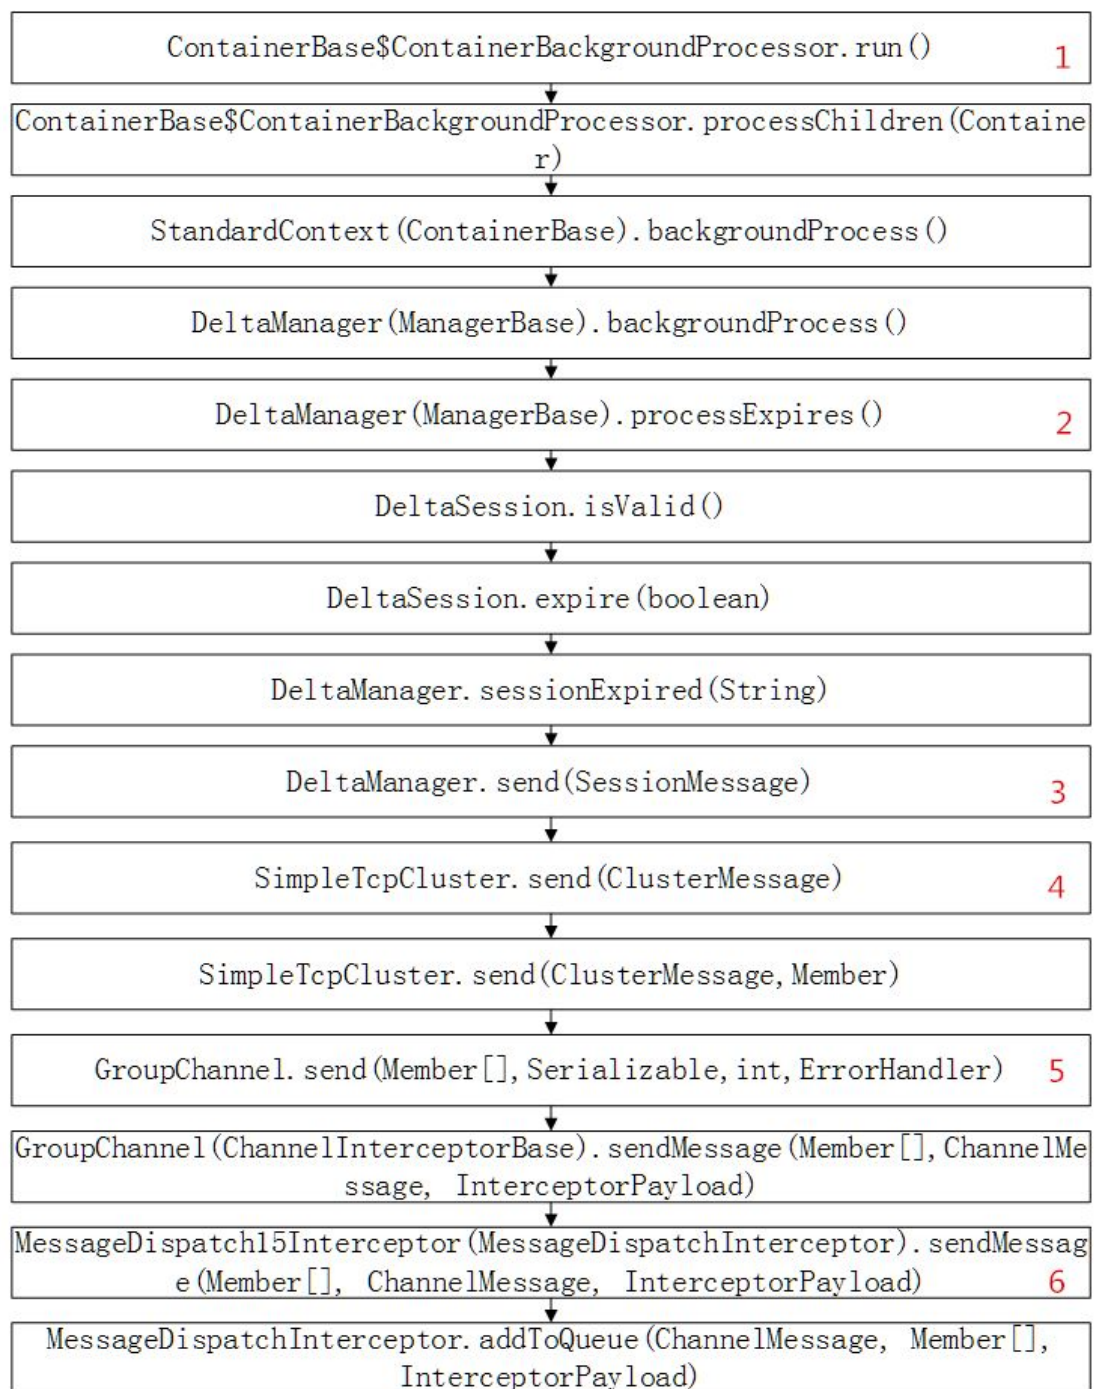 ContainerBase$ContainerBackgroundProcessor.run()
1
ContainerBase$ContainerBackgroundProcessor.processChildren(Containe
r)
StandardContext(ContainerBase).backgroundProcess()
DeltaManager(ManagerBase).backgroundProcess()
DeltaManager(ManagerBase).processExpires()
2
DeltaSession.isValid()
DeltaSession.expire(boolean)
DeltaManager.sessionExpired(String)
DeltaManager.send(SessionMessage)
3
SimpleTcpCluster.send(ClusterMessage)
4
SimpleTcpCluster.send(ClusterMessage,Member)
GroupChannel.send(Member[],Serializable,int,ErrorHandler)
5
GroupChannel(ChannelInterceptorBase).sendMessage(Member[],ChannelMe
ssage, InterceptorPayload)
MessageDispatch15Interceptor(MessageDispatchInterceptor).sendMessag
e(Member[], ChannelMessage, InterceptorPayload)
6
MessageDispatchInterceptor.addToQueue(ChannelMessage, Member[],
InterceptorPayload)